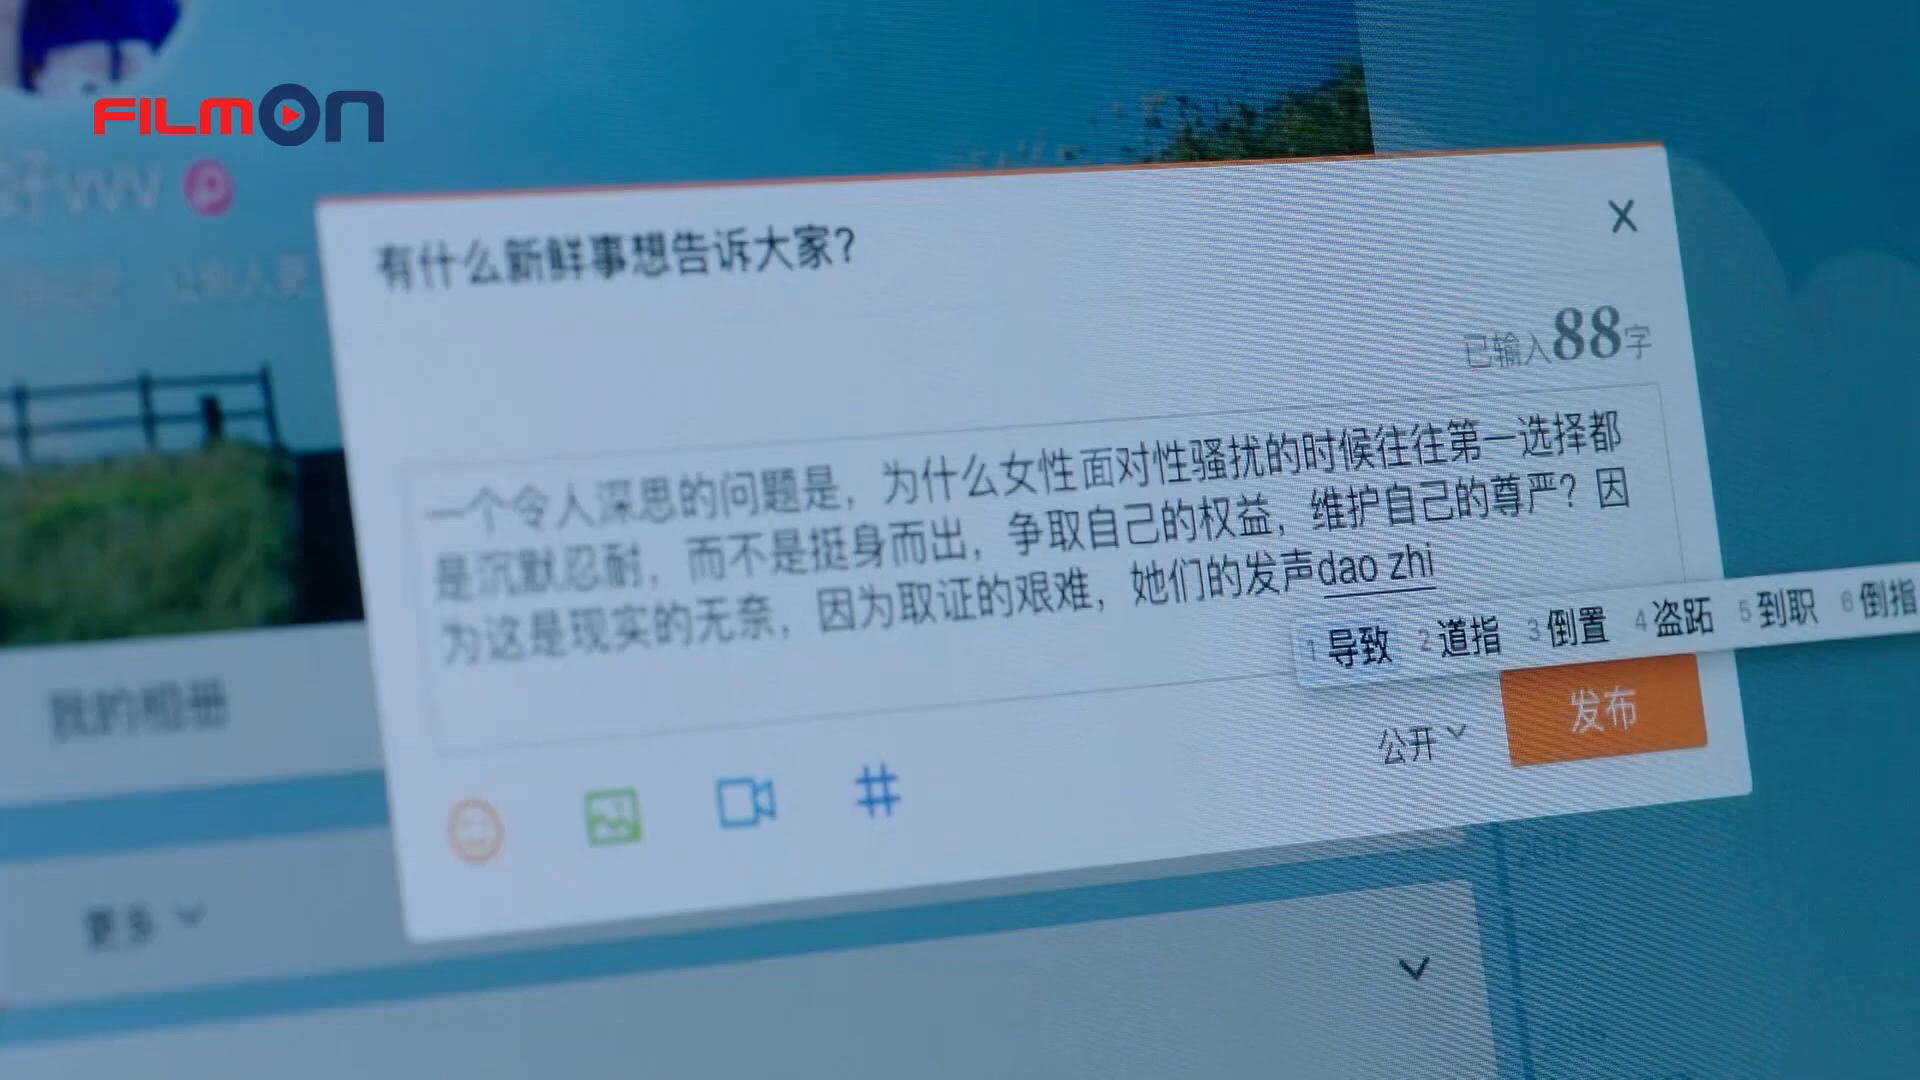 FILMON
好vvv
有什么新鲜事想告诉大家?
已输入88字
一个令人深思的问题是，为什么女性面对性骚扰的时候往往第一选择都
是沉默忍耐，而不是挺身而出，争取自己的权益，维护自己的尊严？因
为这是现实的无奈，因为取证的艰难，她们的发声dao zhi
1 导致 2 道指 3 倒置 4 盗跖 5 到职 6 倒指
公开
发布
我的相册
更多